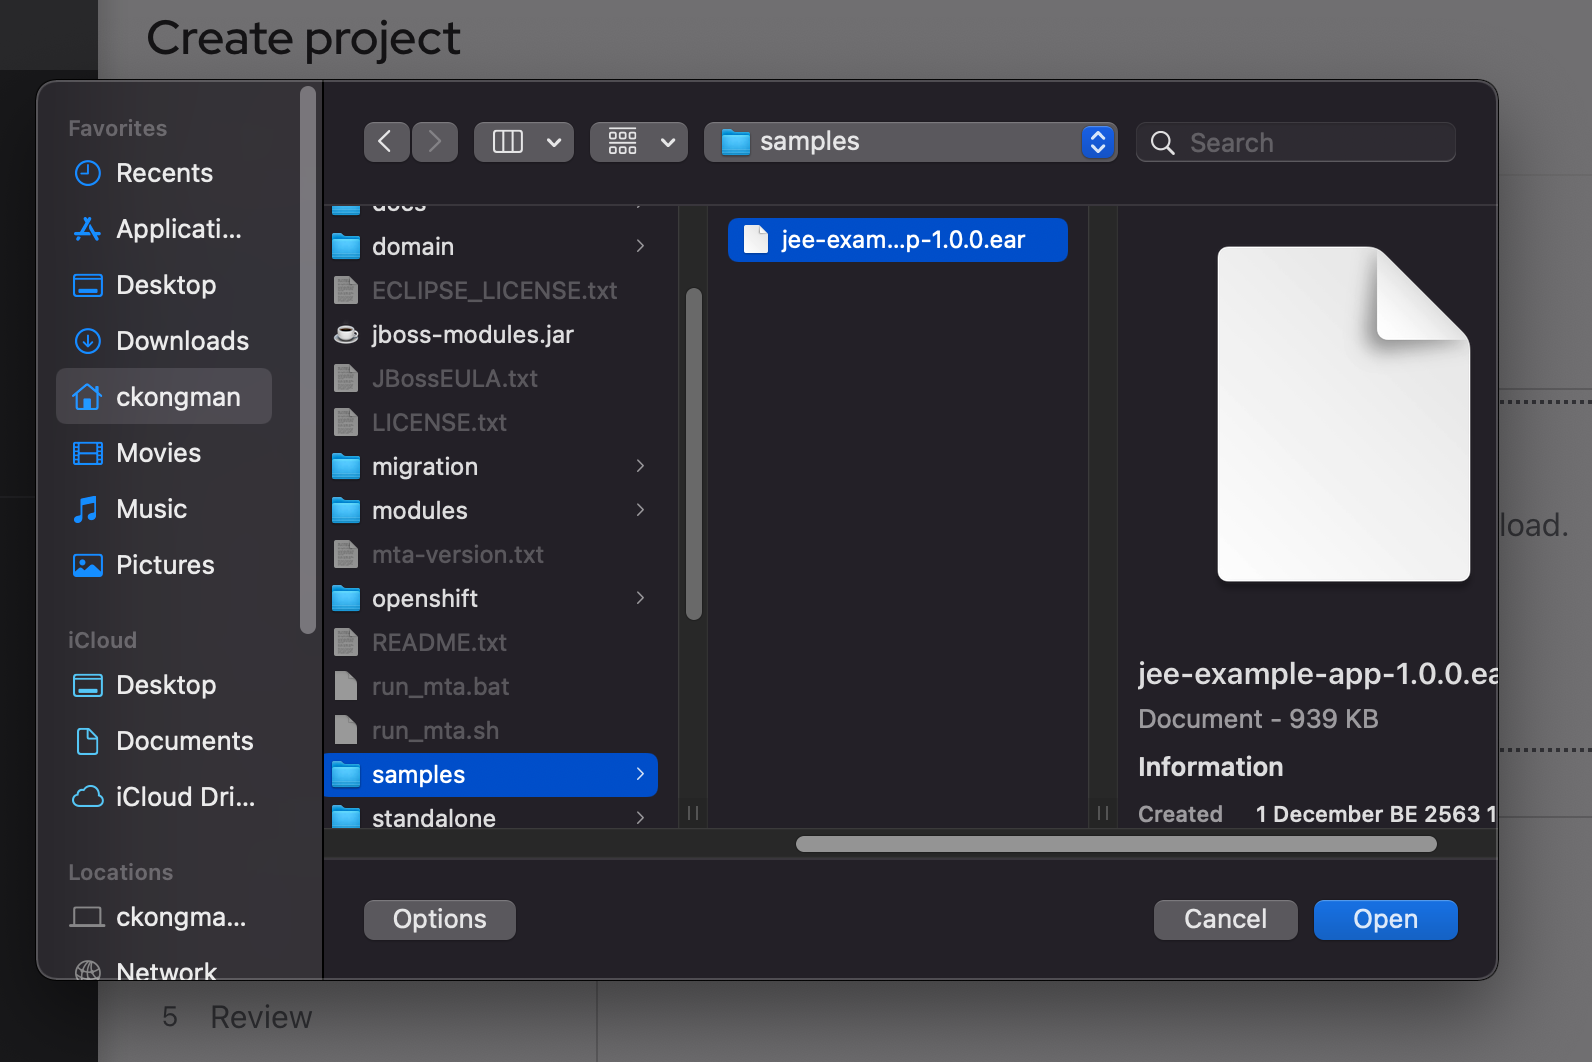 Create project
Favorites
Recents
Applicati...
Desktop
Downloads
ckongman
Movies
Music
Pictures
iCloud
Desktop
Documents
iCloud Dri...
Locations
ckongma...
Network
samples
Search
docs
domain
ECLIPSE_LICENSE.txt
jboss-modules.jar
JBossEULA.txt
LICENSE.txt
migration
modules
mta-version.txt
openshift
README.txt
run_mta.bat
run_mta.sh
samples
standalone
jee-exam...p-1.0.0.ear
jee-example-app-1.0.0.ea
Document - 939 KB
Information
Created 1 December BE 2563 1
load.
Options
Cancel
Open
5 Review